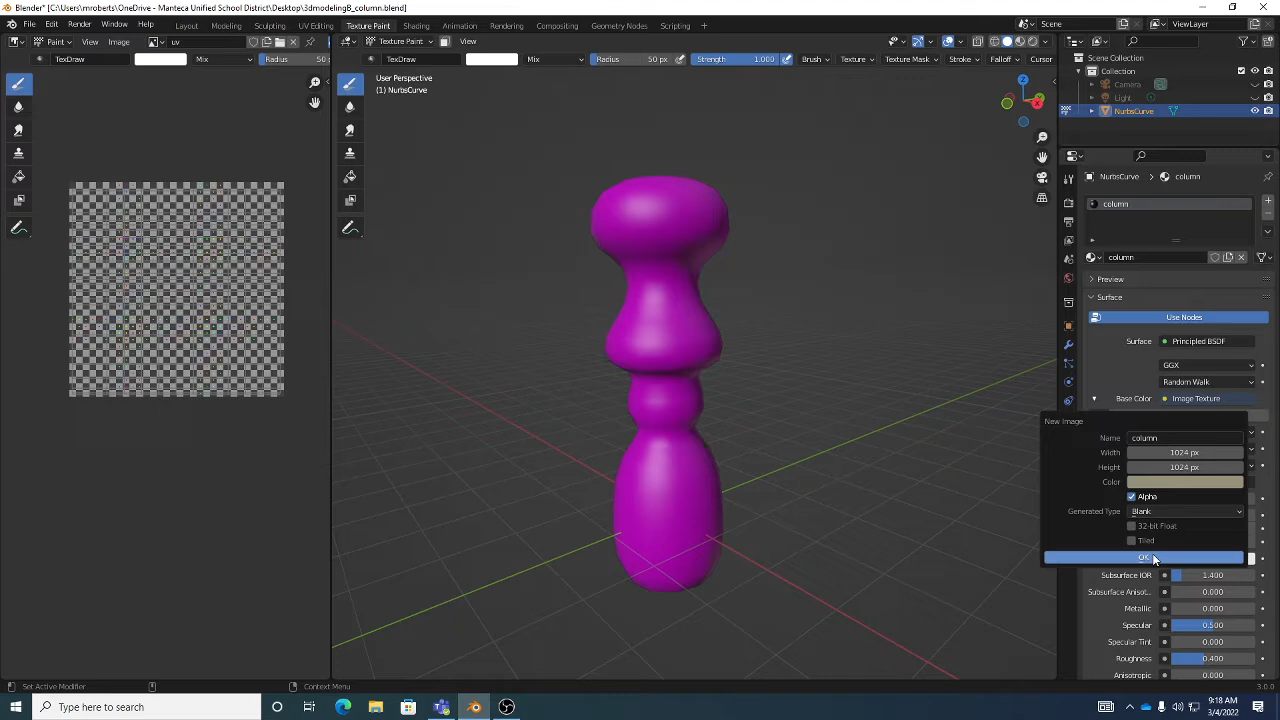 Blender* [C:\Users\mroberts\OneDrive - Manteca Unified School District\Desktop\3dmodeling8_column.blend]
File Edit Render Window Help Layout Modeling Sculpting UV Editing Texture Paint Shading Animation Rendering Compositing Geometry Nodes Scripting + Scene ViewLayer
Paint View Image uv Texture Paint View
TexDraw Mix Radius 50 TexDraw Mix Radius 50 px Strength 1.000 Brush Texture Texture Mask Stroke Falloff Cursor
Scene Collection
Collection
Camera
Light
NurbsCurve
User Perspective
(1) NurbsCurve
Z
X
NurbsCurve column
column
column
Preview
Surface
Use Nodes
Surface Principled BSDF
GGX
Random Walk
Base Color Image Texture
New Image
Name column
Width 1024 px
Height 1024 px
Color
Alpha
Generated Type Blank
32-bit Float
Tiled
OK
Subsurface IOR 1.400
Subsurface Anisot... 0.000
Metallic 0.000
Specular 0.500
Specular Tint 0.000
Roughness 0.400
Anisotropic 0.000
Set Active Modifier Context Menu 3.0.0
Type here to search
9:18 AM
3/4/2022